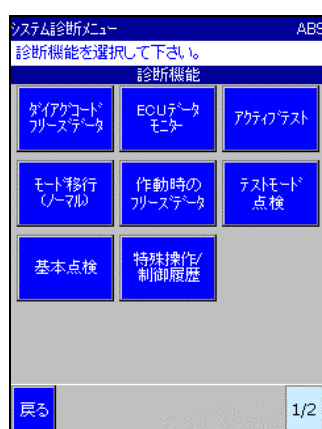 システム診断メニュー ABS
診断機能を選択して下さい。
診断機能
ダイアグコード
フリーズデータ
ECUデータ
モニター
アクティブテスト
モード移行
(ノーマル)
作動時の
フリーズデータ
テストモード
点検
基本点検
特殊操作/
制御履歴
戻る
1/2